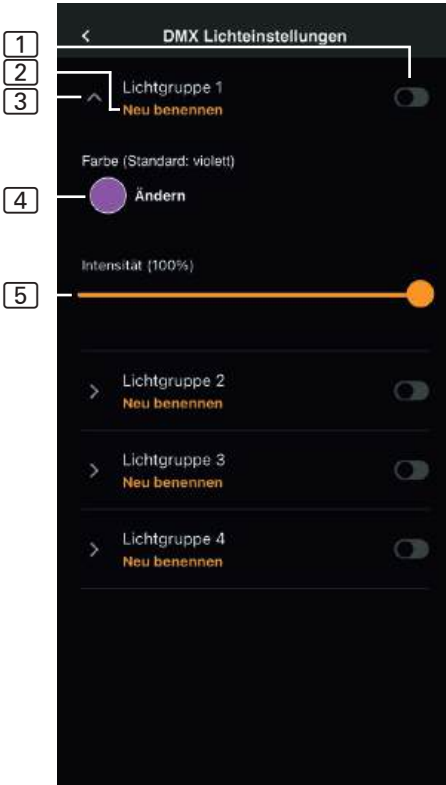 DMX Lichteinstellungen
1
2
3
Lichtgruppe 1
Neu benennen
Farbe (Standard: violett)
4
Ändern
Intensität (100%)
5
Lichtgruppe 2
Neu benennen
Lichtgruppe 3
Neu benennen
Lichtgruppe 4
Neu benennen